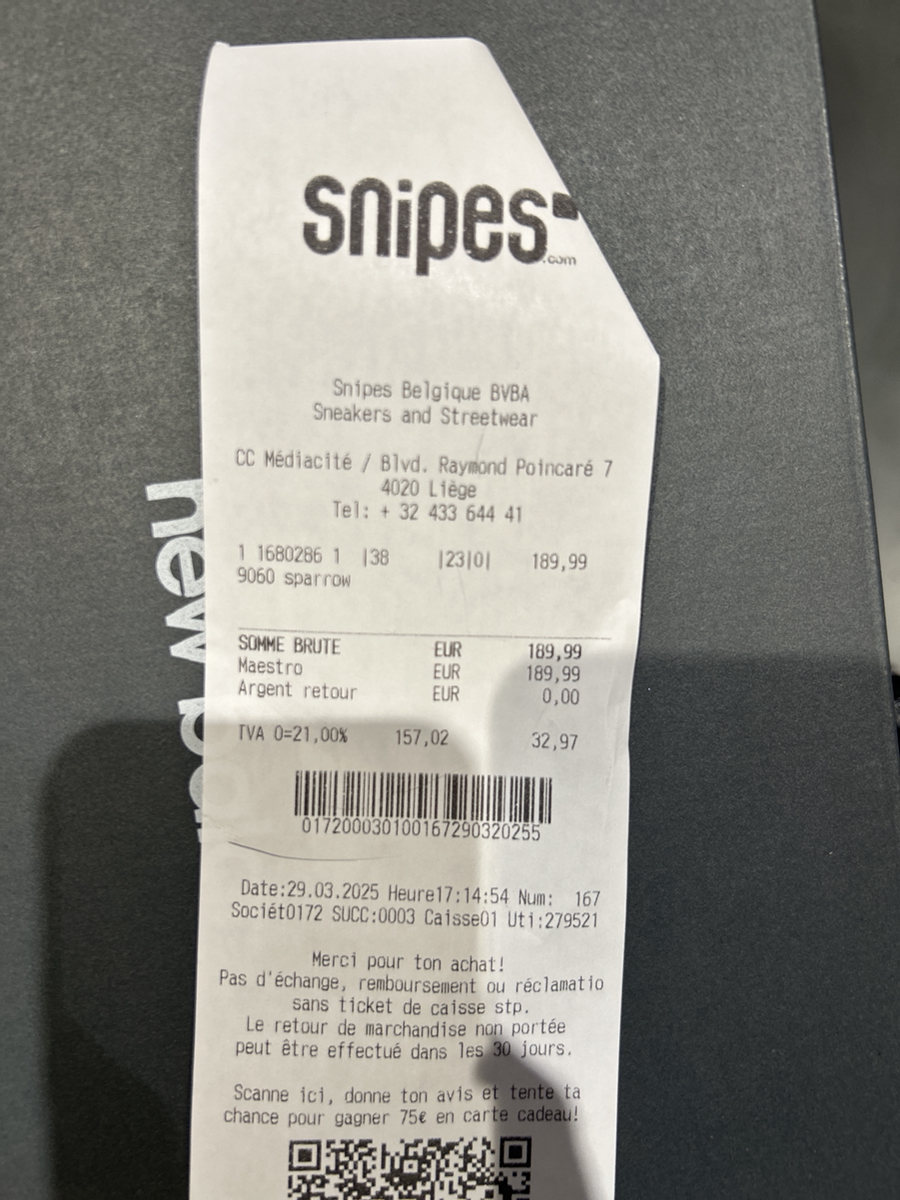 snipes
.com
Snipes Belgique BVBA
Sneakers and Streetwear
CC Médiacité / Blvd. Raymond Poincaré 7
4020 Liège
Tel: + 32 433 644 41
1 1680286 1 |38 |23|0| 189,99
9060 sparrow
SOMME BRUTE EUR 189,99
Maestro EUR 189,99
Argent retour EUR 0,00
TVA 0=21,00% 157,02 32,97
017200030100167290320255
Date:29.03.2025 Heure17:14:54 Num: 167
Sociét0172 SUCC:0003 Caisse01 Uti:279521
Merci pour ton achat!
Pas d'échange, remboursement ou réclamatio
sans ticket de caisse stp.
Le retour de marchandise non portée
peut être effectué dans les 30 jours.
Scanne ici, donne ton avis et tente ta
chance pour gagner 75€ en carte cadeau!
new bal